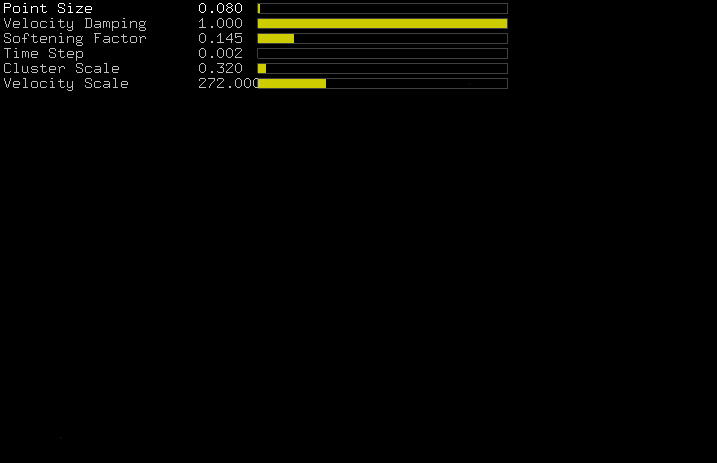 Point Size 0.080
Velocity Damping 1.000
Softening Factor 0.145
Time Step 0.002
Cluster Scale 0.320
Velocity Scale 272.000